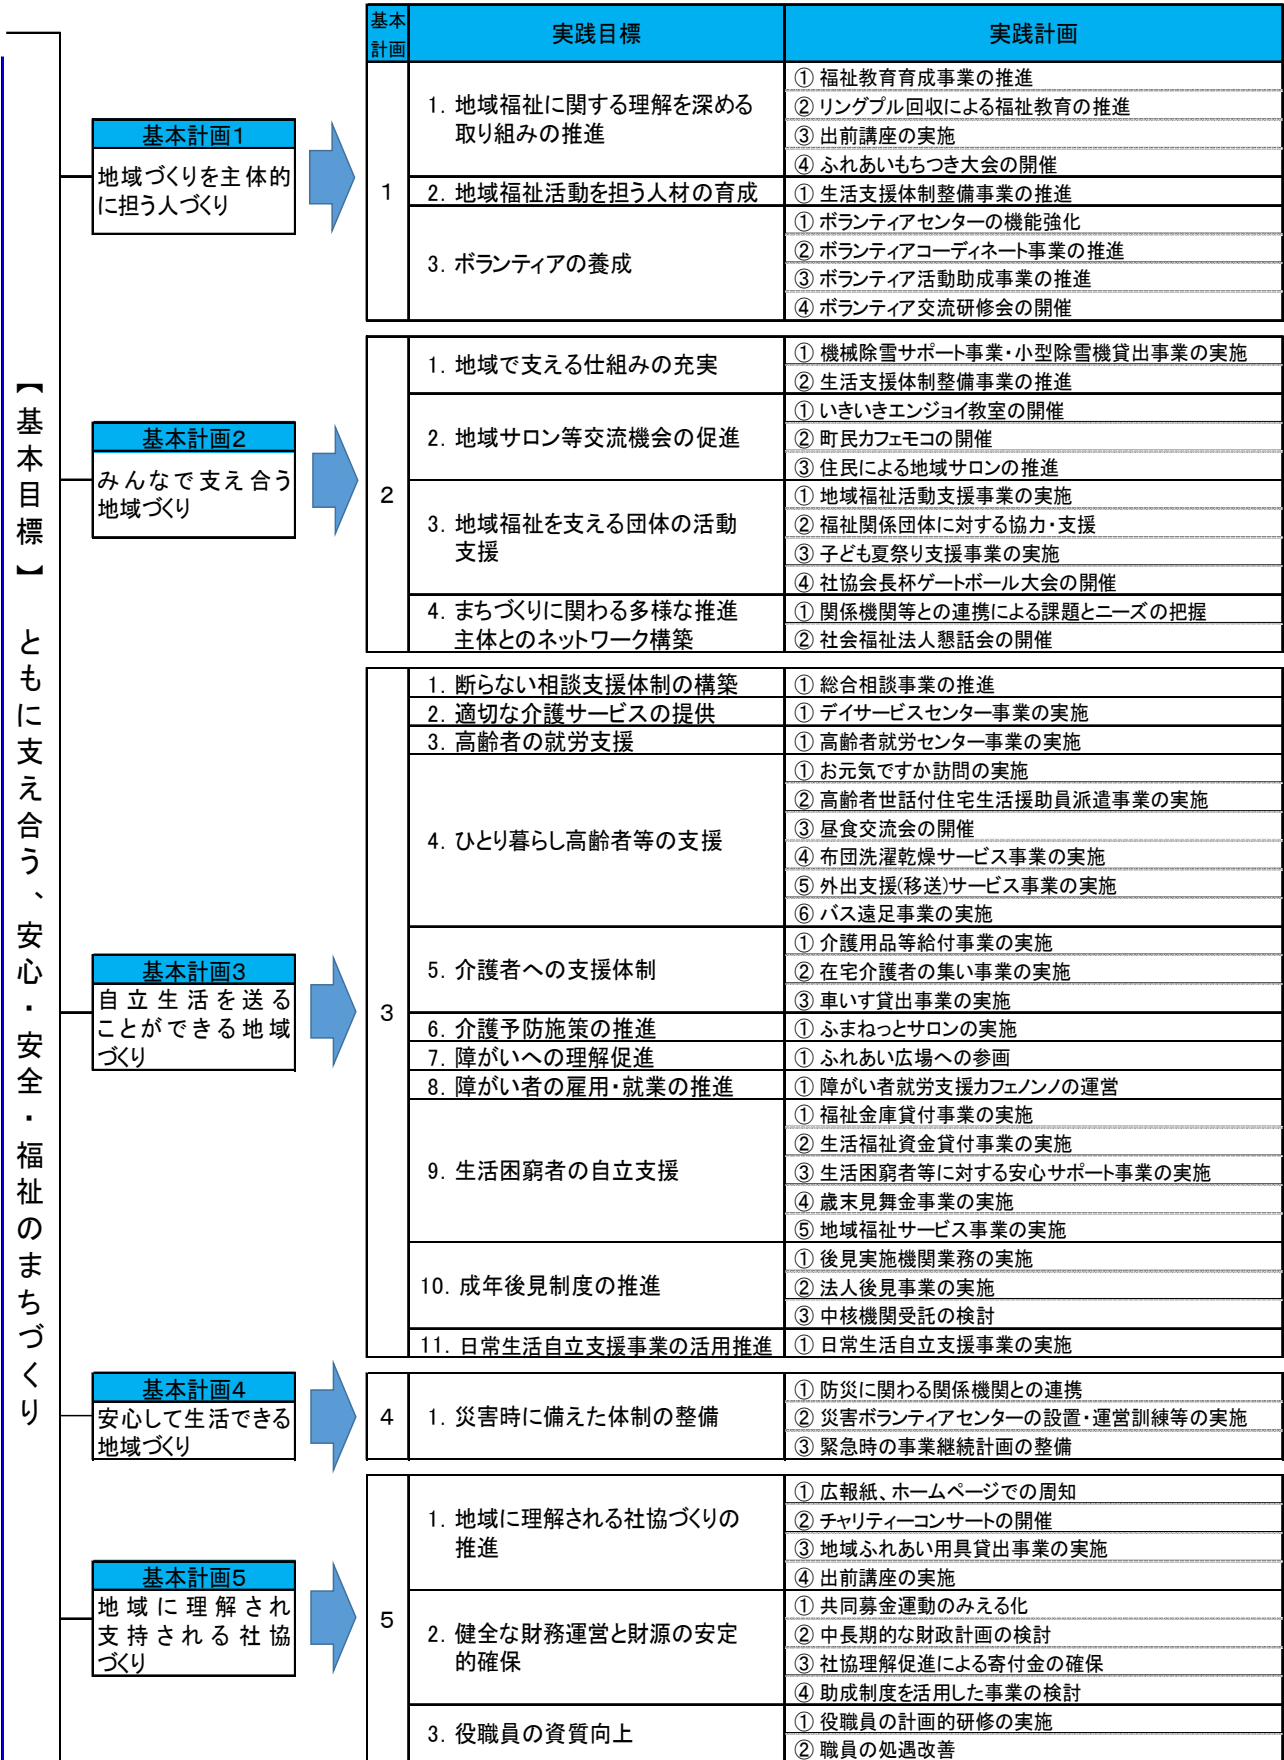 【基本目標】 ともに支え合う、安心・安全・福祉のまちづくり
基本計画1
地域づくりを主体的
に担う人づくり
基本計画2
みんなで支え合う
地域づくり
基本計画3
自立生活を送る
ことができる地域
づくり
基本計画4
安心して生活できる
地域づくり
基本計画5
地域に理解され
支持される社協
づくり
基本
計画
実践目標
実践計画
1
1. 地域福祉に関する理解を深める
取り組みの推進
① 福祉教育育成事業の推進
② リングプル回収による福祉教育の推進
③ 出前講座の実施
④ ふれあいもちつき大会の開催
2. 地域福祉活動を担う人材の育成
① 生活支援体制整備事業の推進
3. ボランティアの養成
① ボランティアセンターの機能強化
② ボランティアコーディネート事業の推進
③ ボランティア活動助成事業の推進
④ ボランティア交流研修会の開催
2
1. 地域で支える仕組みの充実
① 機械除雪サポート事業・小型除雪機貸出事業の実施
② 生活支援体制整備事業の推進
2. 地域サロン等交流機会の促進
① いきいきエンジョイ教室の開催
② 町民カフェモコの開催
③ 住民による地域サロンの推進
3. 地域福祉を支える団体の活動
支援
① 地域福祉活動支援事業の実施
② 福祉関係団体に対する協力・支援
③ 子ども夏祭り支援事業の実施
④ 社協会長杯ゲートボール大会の開催
4. まちづくりに関わる多様な推進
主体とのネットワーク構築
① 関係機関等との連携による課題とニーズの把握
② 社会福祉法人懇話会の開催
3
1. 断らない相談支援体制の構築
① 総合相談事業の推進
2. 適切な介護サービスの提供
① デイサービスセンター事業の実施
3. 高齢者の就労支援
① 高齢者就労センター事業の実施
4. ひとり暮らし高齢者等の支援
① お元気ですか訪問の実施
② 高齢者世話付住宅生活援助員派遣事業の実施
③ 昼食交流会の開催
④ 布団洗濯乾燥サービス事業の実施
⑤ 外出支援(移送)サービス事業の実施
⑥ バス遠足事業の実施
5. 介護者への支援体制
① 介護用品等給付事業の実施
② 在宅介護者の集い事業の実施
③ 車いす貸出事業の実施
6. 介護予防施策の推進
① ふまねっとサロンの実施
7. 障がいへの理解促進
① ふれあい広場への参画
8. 障がい者の雇用・就業の推進
① 障がい者就労支援カフェノンノの運営
9. 生活困窮者の自立支援
① 福祉金庫貸付事業の実施
② 生活福祉資金貸付事業の実施
③ 生活困窮者等に対する安心サポート事業の実施
④ 歳末見舞金事業の実施
⑤ 地域福祉サービス事業の実施
10. 成年後見制度の推進
① 後見実施機関業務の実施
② 法人後見事業の実施
③ 中核機関受託の検討
11. 日常生活自立支援事業の活用推進
① 日常生活自立支援事業の実施
4
1. 災害時に備えた体制の整備
① 防災に関わる関係機関との連携
② 災害ボランティアセンターの設置・運営訓練等の実施
③ 緊急時の事業継続計画の整備
5
1. 地域に理解される社協づくりの
推進
① 広報紙、ホームページでの周知
② チャリティーコンサートの開催
③ 地域ふれあい用具貸出事業の実施
④ 出前講座の実施
2. 健全な財務運営と財源の安定
的確保
① 共同募金運動のみえる化
② 中長期的な財政計画の検討
③ 社協理解促進による寄付金の確保
④ 助成制度を活用した事業の検討
3. 役職員の資質向上
① 役職員の計画的研修の実施
② 職員の処遇改善